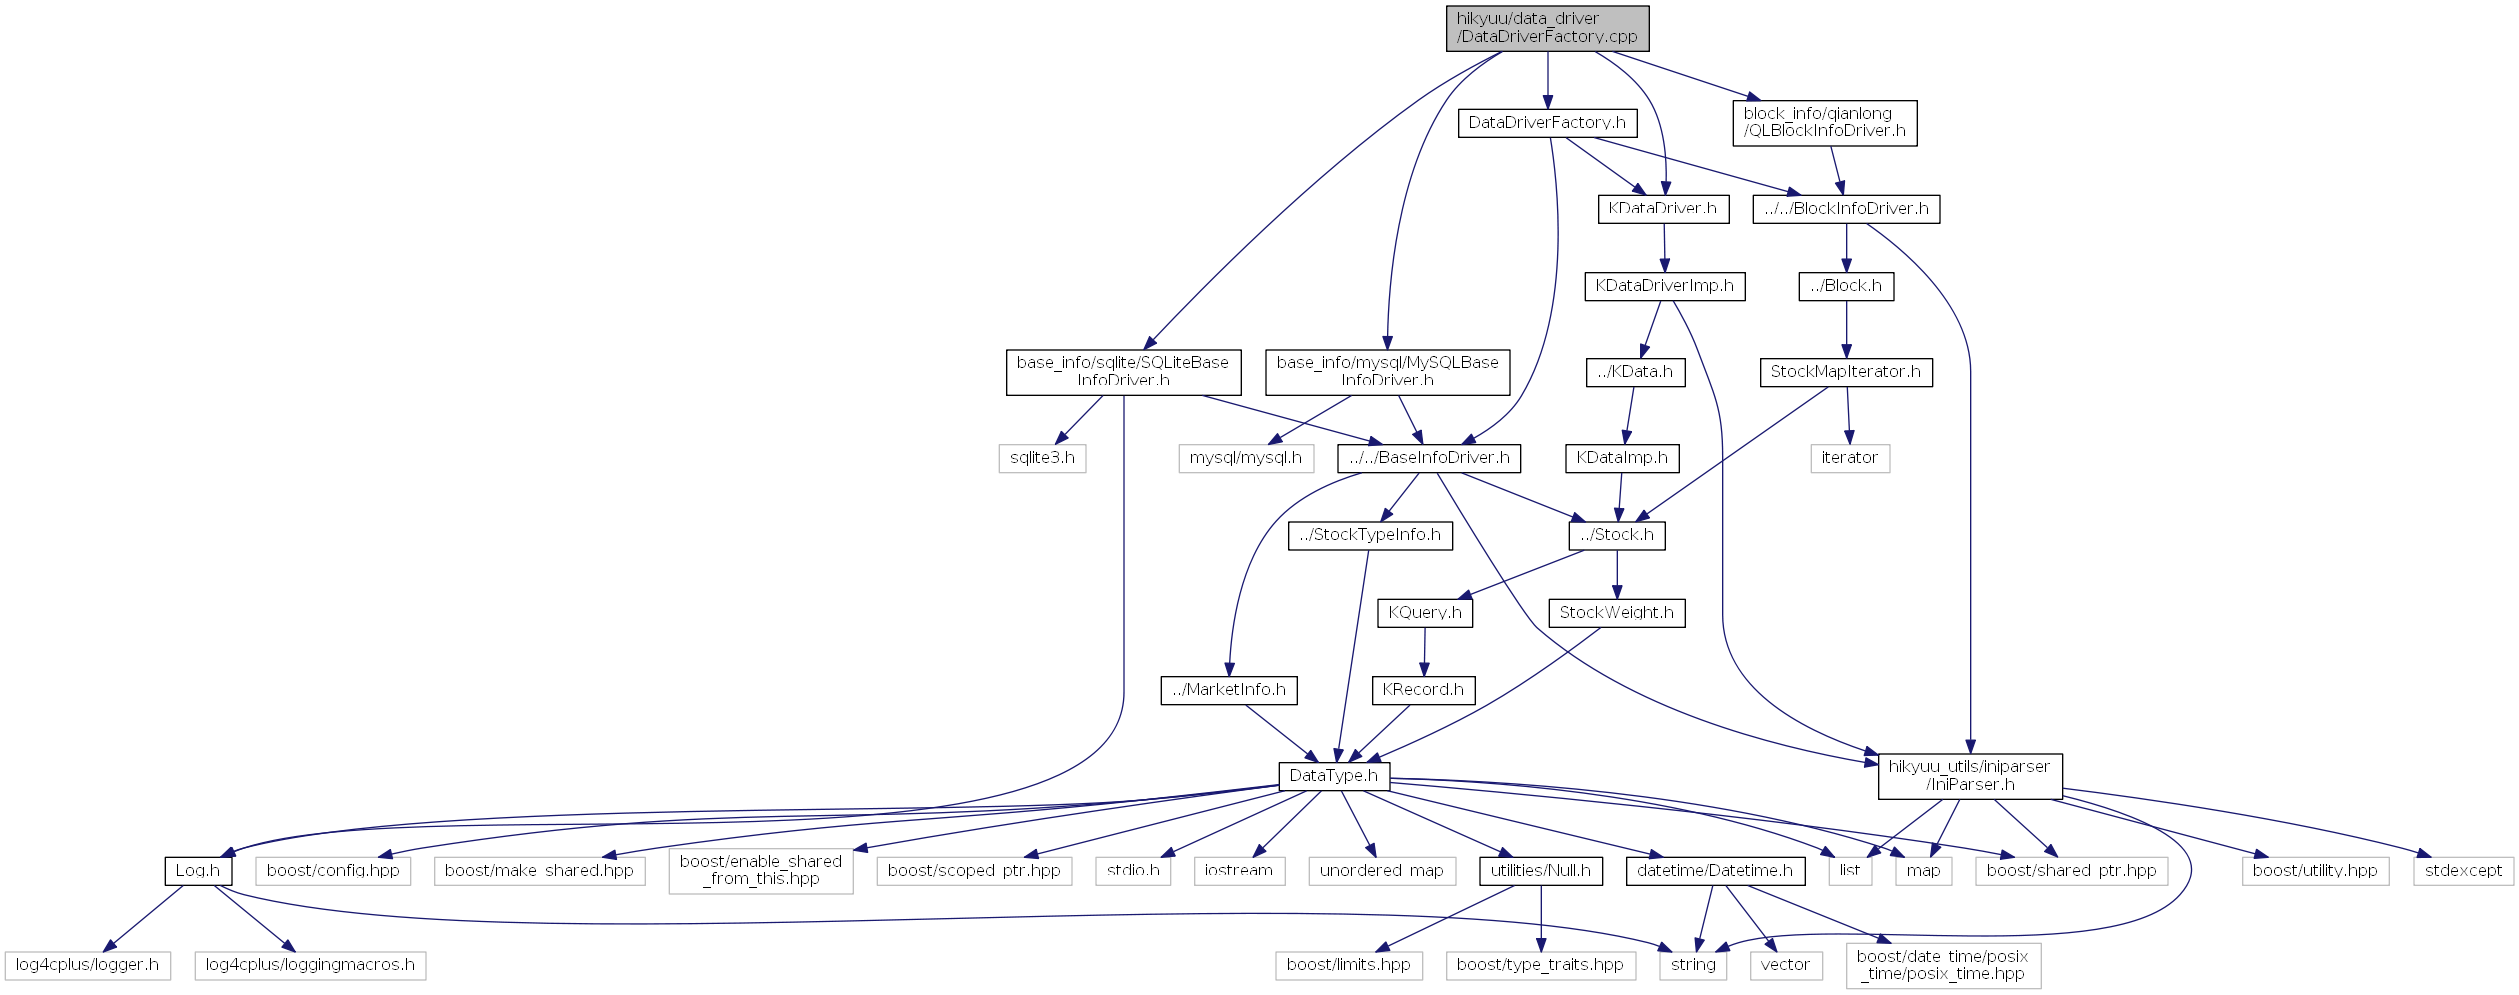 hikyuu/data_driver
/DataDriverFactory.cpp
DataDriverFactory.h
block_info/qianlong
/QLBlockInfoDriver.h
KDataDriver.h
../../BlockInfoDriver.h
KDataDriverImp.h
../Block.h
base_info/sqlite/SQLiteBase
InfoDriver.h
base_info/mysql/MySQLBase
InfoDriver.h
../KData.h
StockMapIterator.h
sqlite3.h
mysql/mysql.h
../../BaseInfoDriver.h
KDataImp.h
iterator
../StockTypeInfo.h
../Stock.h
KQuery.h
StockWeight.h
../MarketInfo.h
KRecord.h
DataType.h
hikyuu_utils/iniparser
/IniParser.h
Log.h
boost/config.hpp
boost/make_shared.hpp
boost/enable_shared
_from_this.hpp
boost/scoped_ptr.hpp
stdio.h
iostream
unordered_map
utilities/Null.h
datetime/Datetime.h
list
map
boost/shared_ptr.hpp
boost/utility.hpp
stdexcept
log4cplus/logger.h
log4cplus/loggingmacros.h
boost/limits.hpp
boost/type_traits.hpp
string
vector
boost/date_time/posix
_time/posix_time.hpp